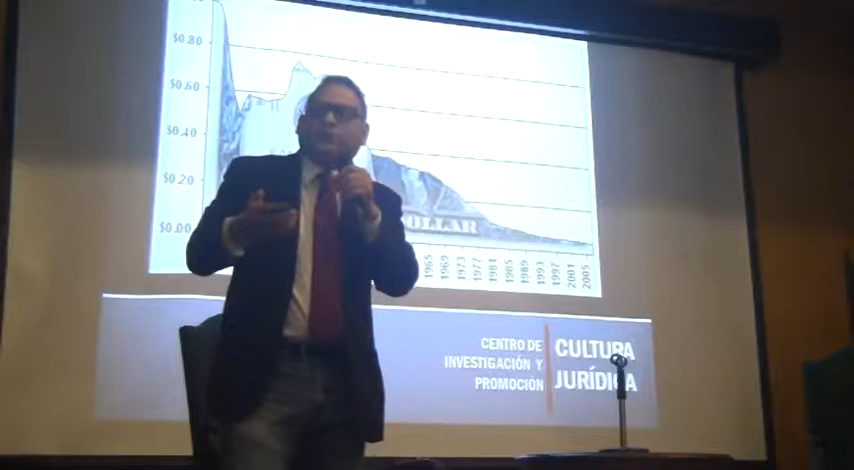 $0.80
$0.60
$0.40
$0.20
$0.00
DOLLAR
1965
1969
1973
1977
1981
1985
1989
1993
1997
2001
2005
CENTRO DE
INVESTIGACIÓN Y
PROMOCIÓN
CULTURA
JURÍDICA